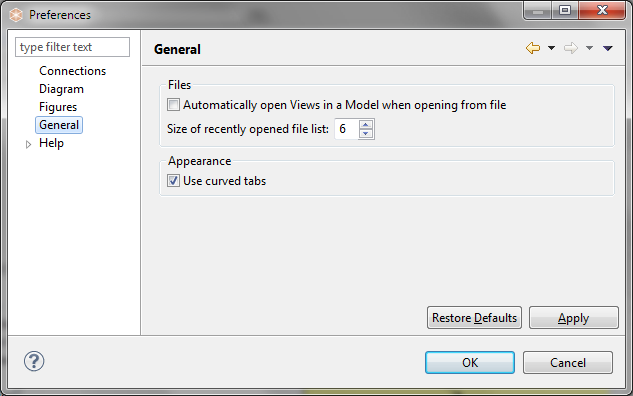 Preferences
type filter text
Connections
Diagram
Figures
General
Help
General
Files
Automatically open Views in a Model when opening from file
Size of recently opened file list: 6
Appearance
Use curved tabs
Restore Defaults Apply
? OK Cancel